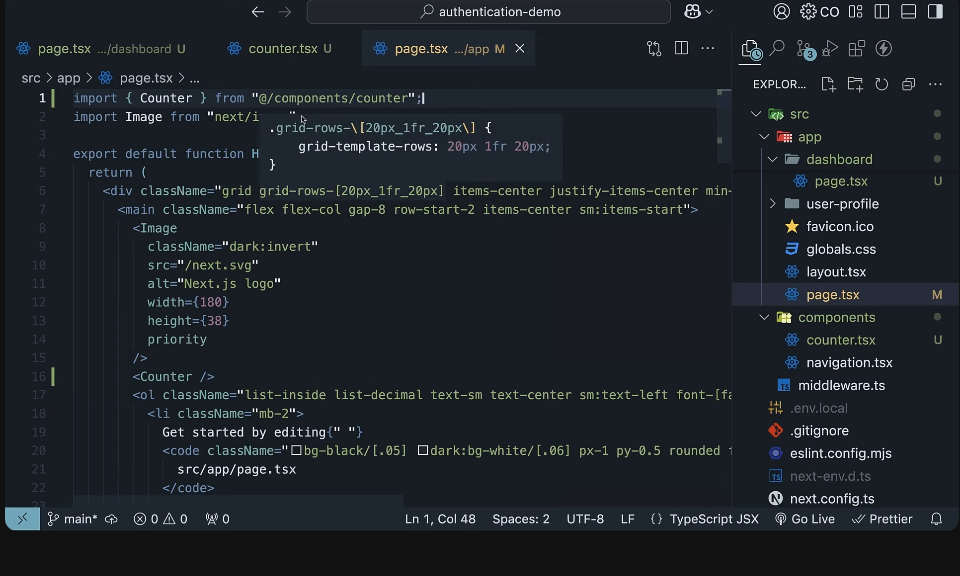 authentication-demo
CO
page.tsx .../dashboard U
counter.tsx U
page.tsx .../app M
3
src > app > page.tsx > ...
EXPLOR...
1 import { Counter } from "@/components/counter";
2 import Image from "next/i
3
.grid-rows-\[20px_1fr_20px\] {
grid-template-rows: 20px 1fr 20px;
}
4 export default function H
5 return (
6 <div className="grid grid-rows-[20px_1fr_20px] items-center justify-items-center min-
7 <main className="flex flex-col gap-8 row-start-2 items-center sm:items-start">
8 <Image
9 className="dark:invert"
10 src="/next.svg"
11 alt="Next.js logo"
12 width={180}
13 height={38}
14 priority
15 />
16 <Counter />
17 <ol className="list-inside list-decimal text-sm text-center sm:text-left font-[fa
18 <li className="mb-2">
19 Get started by editing{" "}
20 <code className="bg-black/[.05] dark:bg-white/[.06] px-1 py-0.5 rounded
21 src/app/page.tsx
22 </code>
src
app
dashboard
page.tsx U
user-profile
favicon.ico
globals.css
layout.tsx
page.tsx M
components
counter.tsx U
navigation.tsx
TS middleware.ts
.env.local
.gitignore
eslint.config.mjs
TS next-env.d.ts
N next.config.ts
main* 0 0 0
Ln 1, Col 48 Spaces: 2 UTF-8 LF {} TypeScript JSX Go Live Prettier